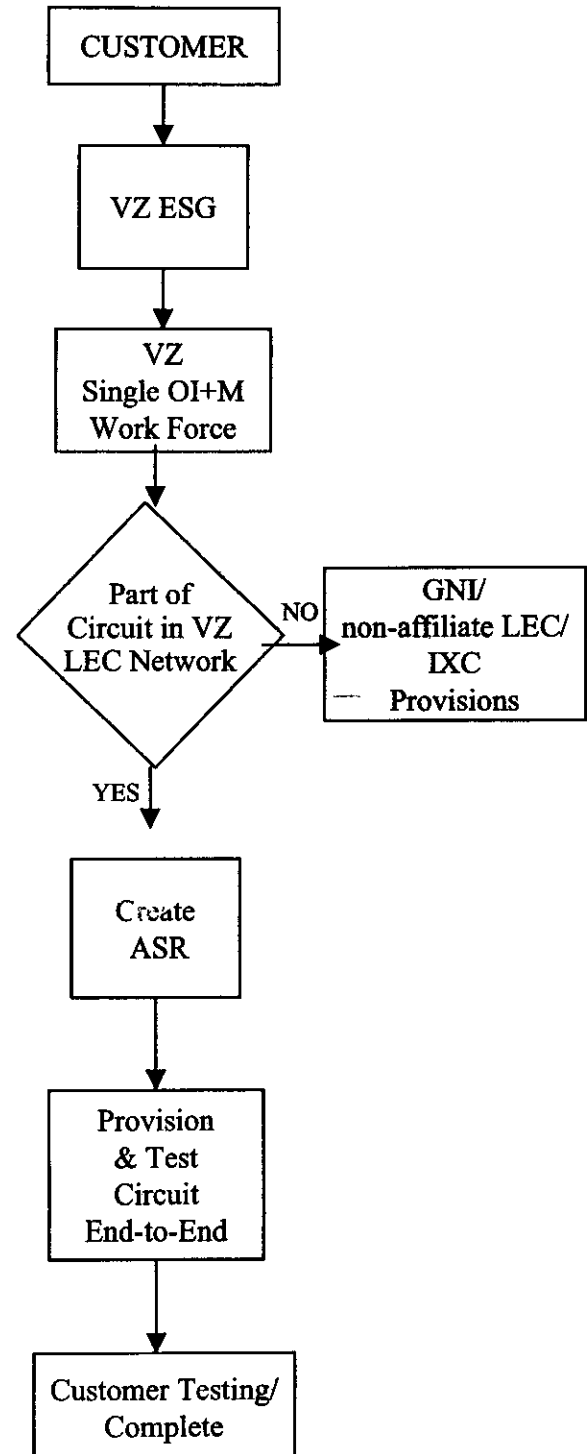 CUSTOMER
VZ ESG
VZ
Single OI+M
Work Force
Part of
Circuit in VZ
LEC Network
NO
GNI/
non-affiliate LEC/
IXC
Provisions
YES
Create
ASR
Provision
& Test
Circuit
End-to-End
Customer Testing/
Complete